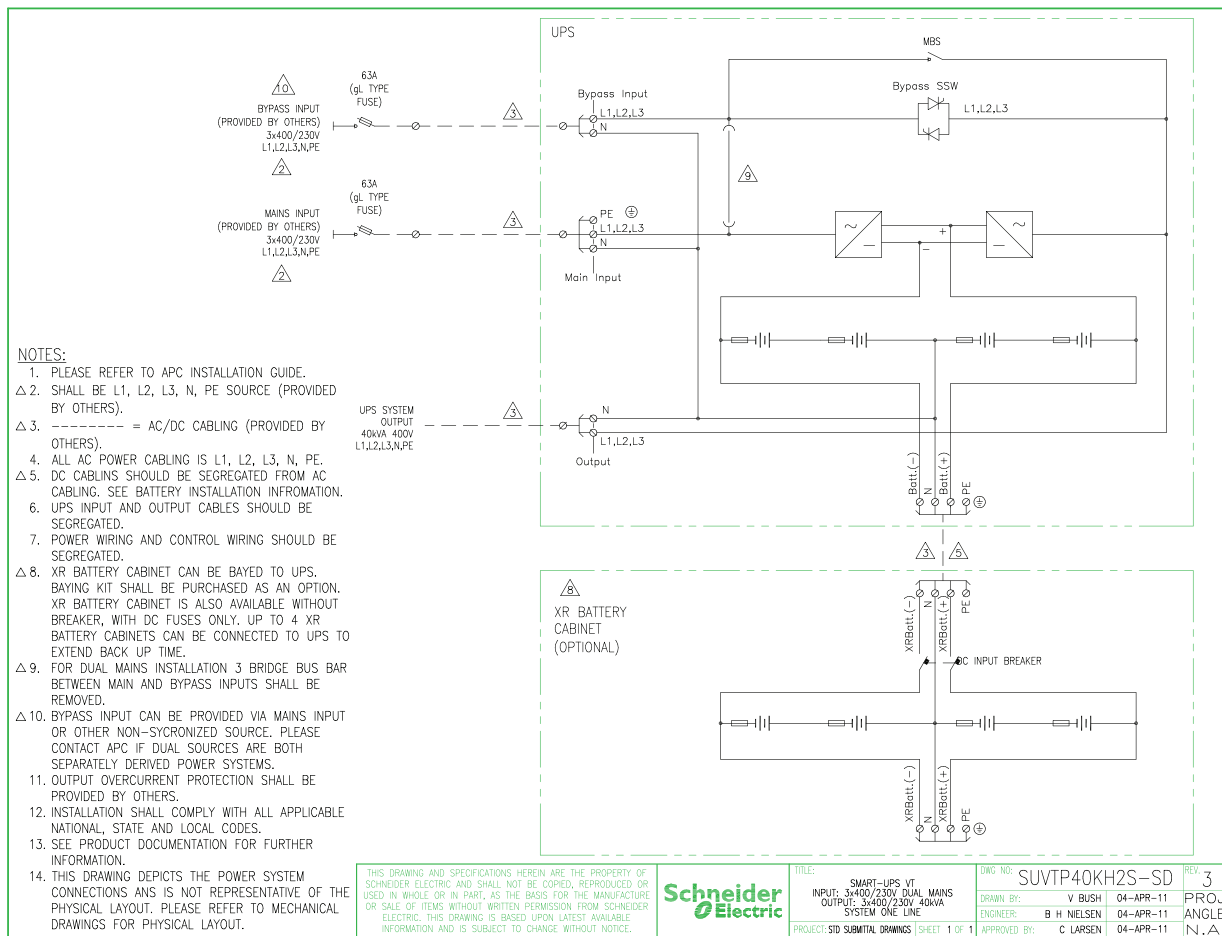 UPS
MBS
Bypass SSW
L1,L2,L3
63A
(gL TYPE
FUSE)
10
BYPASS INPUT
(PROVIDED BY OTHERS)
3x400/230V
L1,L2,L3,N,PE
2
3
Bypass Input
L1,L2,L3
N
9
63A
(gL TYPE
FUSE)
MAINS INPUT
(PROVIDED BY OTHERS)
3x400/230V
L1,L2,L3,N,PE
2
3
PE
L1,L2,L3
N
Main Input
~
−
+
−
~
−
UPS SYSTEM
OUTPUT
40kVA 400V
L1,L2,L3,N,PE
3
N
L1,L2,L3
Output
Batt.(−)
N
Batt.(+)
PE
3
5
8
XR BATTERY
CABINET
(OPTIONAL)
XRBatt.(−)
N
XRBatt.(+)
PE
DC INPUT BREAKER
XRBatt.(−)
N
XRBatt.(+)
PE
NOTES:
1. PLEASE REFER TO APC INSTALLATION GUIDE.
△2. SHALL BE L1, L2, L3, N, PE SOURCE (PROVIDED
BY OTHERS).
△3. -------- = AC/DC CABLING (PROVIDED BY
OTHERS).
4. ALL AC POWER CABLING IS L1, L2, L3, N, PE.
△5. DC CABLINS SHOULD BE SEGREGATED FROM AC
CABLING. SEE BATTERY INSTALLATION INFROMATION.
6. UPS INPUT AND OUTPUT CABLES SHOULD BE
SEGREGATED.
7. POWER WIRING AND CONTROL WIRING SHOULD BE
SEGREGATED.
△8. XR BATTERY CABINET CAN BE BAYED TO UPS.
BAYING KIT SHALL BE PURCHASED AS AN OPTION.
XR BATTERY CABINET IS ALSO AVAILABLE WITHOUT
BREAKER, WITH DC FUSES ONLY. UP TO 4 XR
BATTERY CABINETS CAN BE CONNECTED TO UPS TO
EXTEND BACK UP TIME.
△9. FOR DUAL MAINS INSTALLATION 3 BRIDGE BUS BAR
BETWEEN MAIN AND BYPASS INPUTS SHALL BE
REMOVED.
△10. BYPASS INPUT CAN BE PROVIDED VIA MAINS INPUT
OR OTHER NON-SYCRONIZED SOURCE. PLEASE
CONTACT APC IF DUAL SOURCES ARE BOTH
SEPARATELY DERIVED POWER SYSTEMS.
11. OUTPUT OVERCURRENT PROTECTION SHALL BE
PROVIDED BY OTHERS.
12. INSTALLATION SHALL COMPLY WITH ALL APPLICABLE
NATIONAL, STATE AND LOCAL CODES.
13. SEE PRODUCT DOCUMENTATION FOR FURTHER
INFORMATION.
14. THIS DRAWING DEPICTS THE POWER SYSTEM
CONNECTIONS ANS IS NOT REPRESENTATIVE OF THE
PHYSICAL LAYOUT. PLEASE REFER TO MECHANICAL
DRAWINGS FOR PHYSICAL LAYOUT.
THIS DRAWING AND SPECIFICATIONS HEREIN ARE THE PROPERTY OF
SCHNEIDER ELECTRIC AND SHALL NOT BE COPIED, REPRODUCED OR
USED IN WHOLE OR IN PART, AS THE BASIS FOR THE MANUFACTURE
OR SALE OF ITEMS WITHOUT WRITTEN PERMISSION FROM SCHNEIDER
ELECTRIC. THIS DRAWING IS BASED UPON LATEST AVAILABLE
INFORMATION AND IS SUBJECT TO CHANGE WITHOUT NOTICE.
Schneider
Electric
TITLE:
SMART-UPS VT
INPUT: 3x400/230V DUAL MAINS
OUTPUT: 3x400/230V 40kVA
SYSTEM ONE LINE
PROJECT: STD SUBMITTAL DRAWINGS SHEET 1 OF 1
DWG NO: SUVTP40KH2S-SD REV. 3
DRAWN BY: V BUSH 04-APR-11 PROJ
ENGINEER: B H NIELSEN 04-APR-11 ANGLE
APPROVED BY: C LARSEN 04-APR-11 N.A